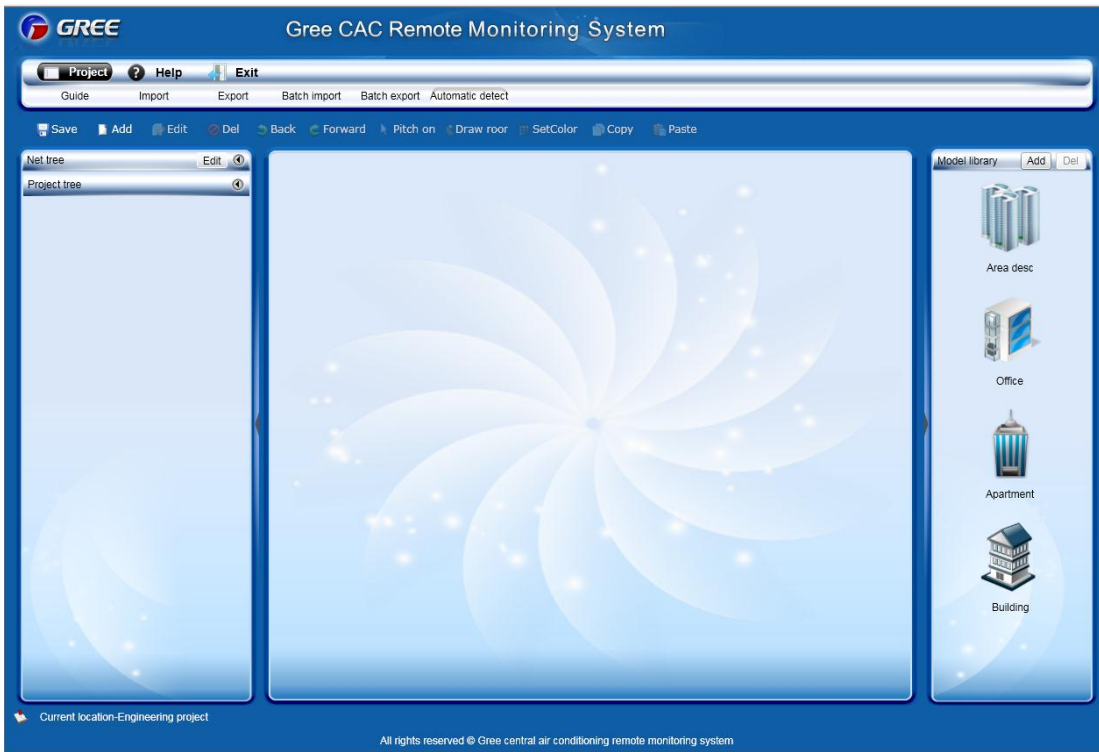 GREE
Gree CAC Remote Monitoring System
Project Help Exit
Guide Import Export Batch import Batch export Automatic detect
Save Add Edit Del Back Forward Pitch on Draw roor SetColor Copy Paste
Net tree Edit
Project tree
Model library Add Del
Area desc
Office
Apartment
Building
Current location-Engineering project
All rights reserved © Gree central air conditioning remote monitoring system